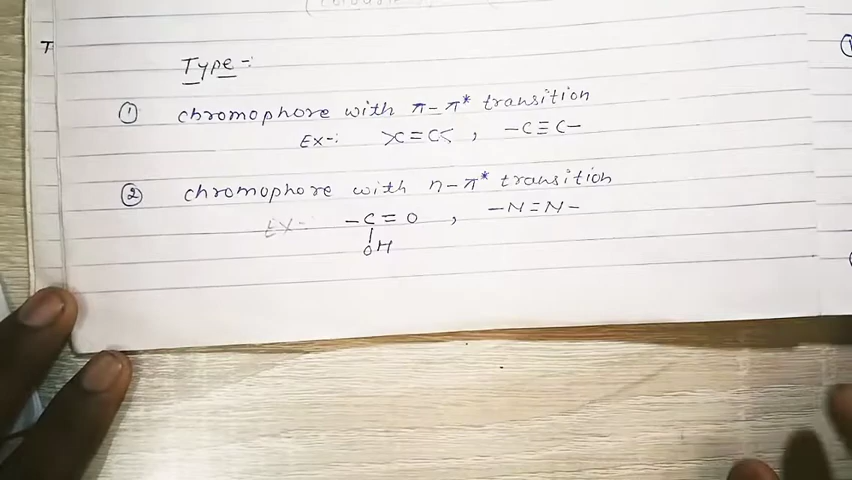 T
Type -:
① chromophore with π-π* transition
Ex-: >C=C< , -C≡C-
② chromophore with n-π* transition
Ex-: -C=O , -N=N-
OH